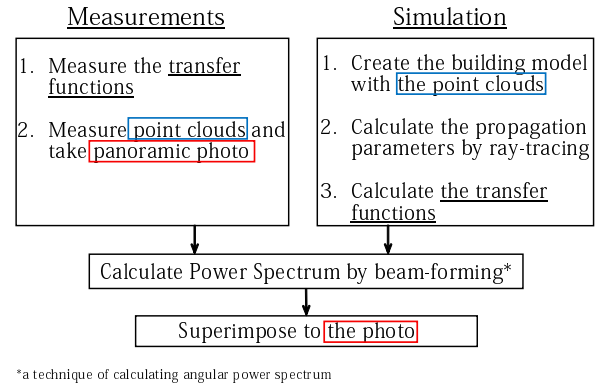 Measurements
1. Measure the transfer
functions
2. Measure point clouds and
take panoramic photo
Simulation
1. Create the building model
with the point clouds
2. Calculate the propagation
parameters by ray-tracing
3. Calculate the transfer
functions
Calculate Power Spectrum by beam-forming*
Superimpose to the photo
*a technique of calculating angular power spectrum